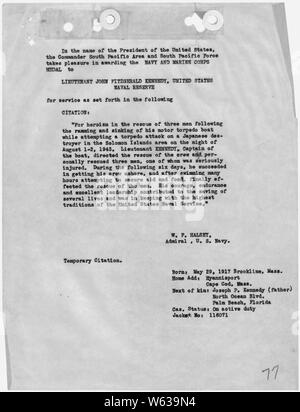 In the name of the President of the United States,
the Commander South Pacific Area and South Pacific Force
takes pleasure in awarding the NAVY AND MARINE CORPS
MEDAL to
LIEUTENANT JOHN FITZGERALD KENNEDY, UNITED STATES
NAVAL RESERVE
for service as set forth in the following
CITATION:
"For heroism in the rescue of three men following
the ramming and sinking of his motor torpedo boat
while attempting a torpedo attack on a Japanese des-
troyer in the Solomon Islands area on the night of
August 1-2, 1943. Lieutenant KENNEDY, Captain of
the boat, directed the rescue of the crew and per-
sonally rescued three men, one of whom was seriously
injured. During the following six days, he succeeded
in getting his crew ashore, and after swimming many
hours attempting to secure aid and food, finally ef-
fected the rescue of the men. His courage, endurance
and excellent leadership contributed to the saving of
several lives and was in keeping with the highest
traditions of the United States Naval Service."
W. F. HALSEY,
Admiral, U. S. Navy.
Temporary Citation.
Born: May 29, 1917 Brookline, Mass.
Home Add: Hyannisport
Cape Cod, Mass.
Next of kin: Joseph P. Kennedy (father)
North Ocean Blvd.
Palm Beach, Florida
Cas. Status: On active duty
Jacket No: 116071
77
alamy
Image ID: W639N4
www.alamy.com